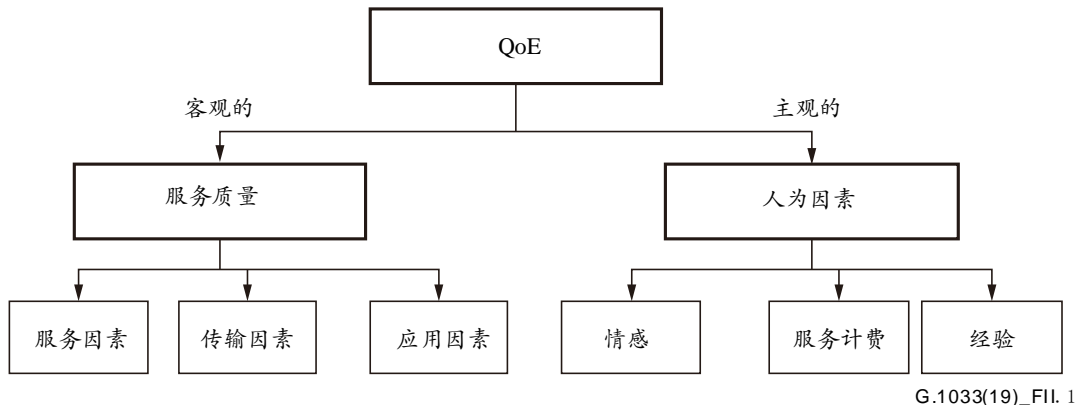 QoE
客观的
主观的
服务质量
人为因素
服务因素
传输因素
应用因素
情感
服务计费
经验
G.1033(19)_FII. 1